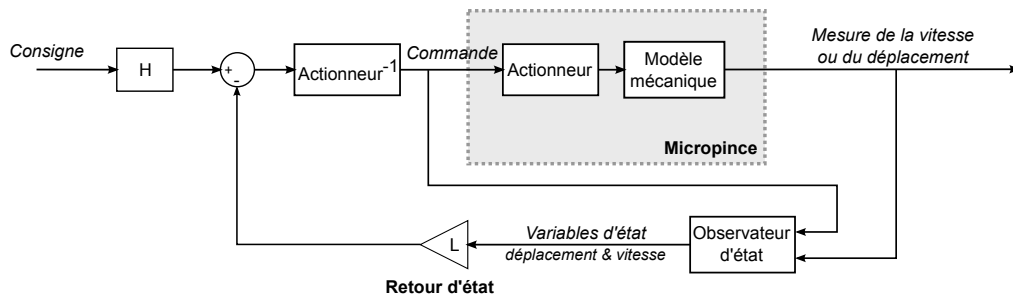 Consigne
H
+
-
Actionneur-1
Commande
Actionneur
Modèle
mécanique
Micropince
Mesure de la vitesse
ou du déplacement
Variables d'état
déplacement & vitesse
L
Observateur
d'état
Retour d'état